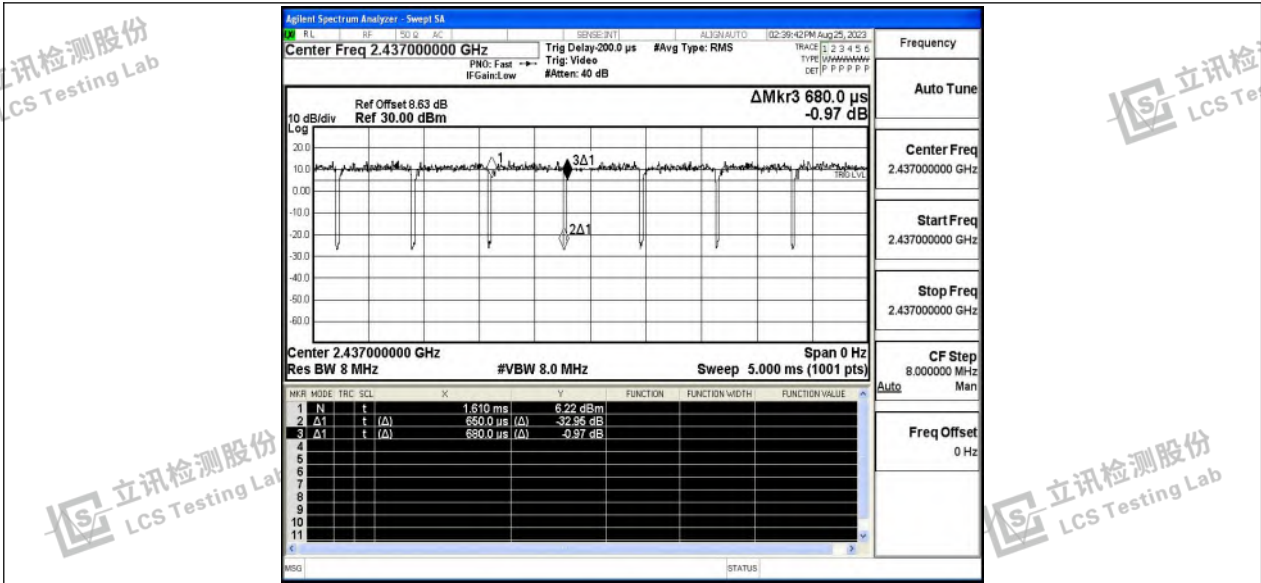 Agilent Spectrum Analyzer - Swept SA
RL RF 50 Ω AC SENSE:INT ALIGNAUTO 02:39:42PM Aug 25, 2023
Center Freq 2.437000000 GHz
PNO: Fast
IFGain:Low
Trig Delay-200.0 µs
Trig: Video
#Atten: 40 dB
#Avg Type: RMS
TRACE 1 2 3 4 5 6
TYPE
DET P P P P P P
ΔMkr3 680.0 µs
-0.97 dB
Ref Offset 8.63 dB
Ref 30.00 dBm
10 dB/div
Log
20.0
10.0
0.00
-10.0
-20.0
-30.0
-40.0
-50.0
-60.0
1
3Δ1
2Δ1
TRIG LVL
Center 2.437000000 GHz Span 0 Hz
Res BW 8 MHz #VBW 8.0 MHz Sweep 5.000 ms (1001 pts)
MKR MODE TRC SCL X Y FUNCTION FUNCTION WIDTH FUNCTION VALUE
1 N t 1.610 ms 6.22 dBm
2 Δ1 t (Δ) 650.0 us (Δ) -32.95 dB
3 Δ1 t (Δ) 680.0 us (Δ) -0.97 dB
4
5
6
7
8
9
10
11
MSG STATUS
Frequency
Auto Tune
Center Freq
2.437000000 GHz
Start Freq
2.437000000 GHz
Stop Freq
2.437000000 GHz
CF Step
8.000000 MHz
Auto Man
Freq Offset
0 Hz
立讯检测股份
LCS Testing Lab
立讯检
LCS Tes
立讯检测股份
LCS Testing Lab
立讯检测股份
LCS Testing Lab